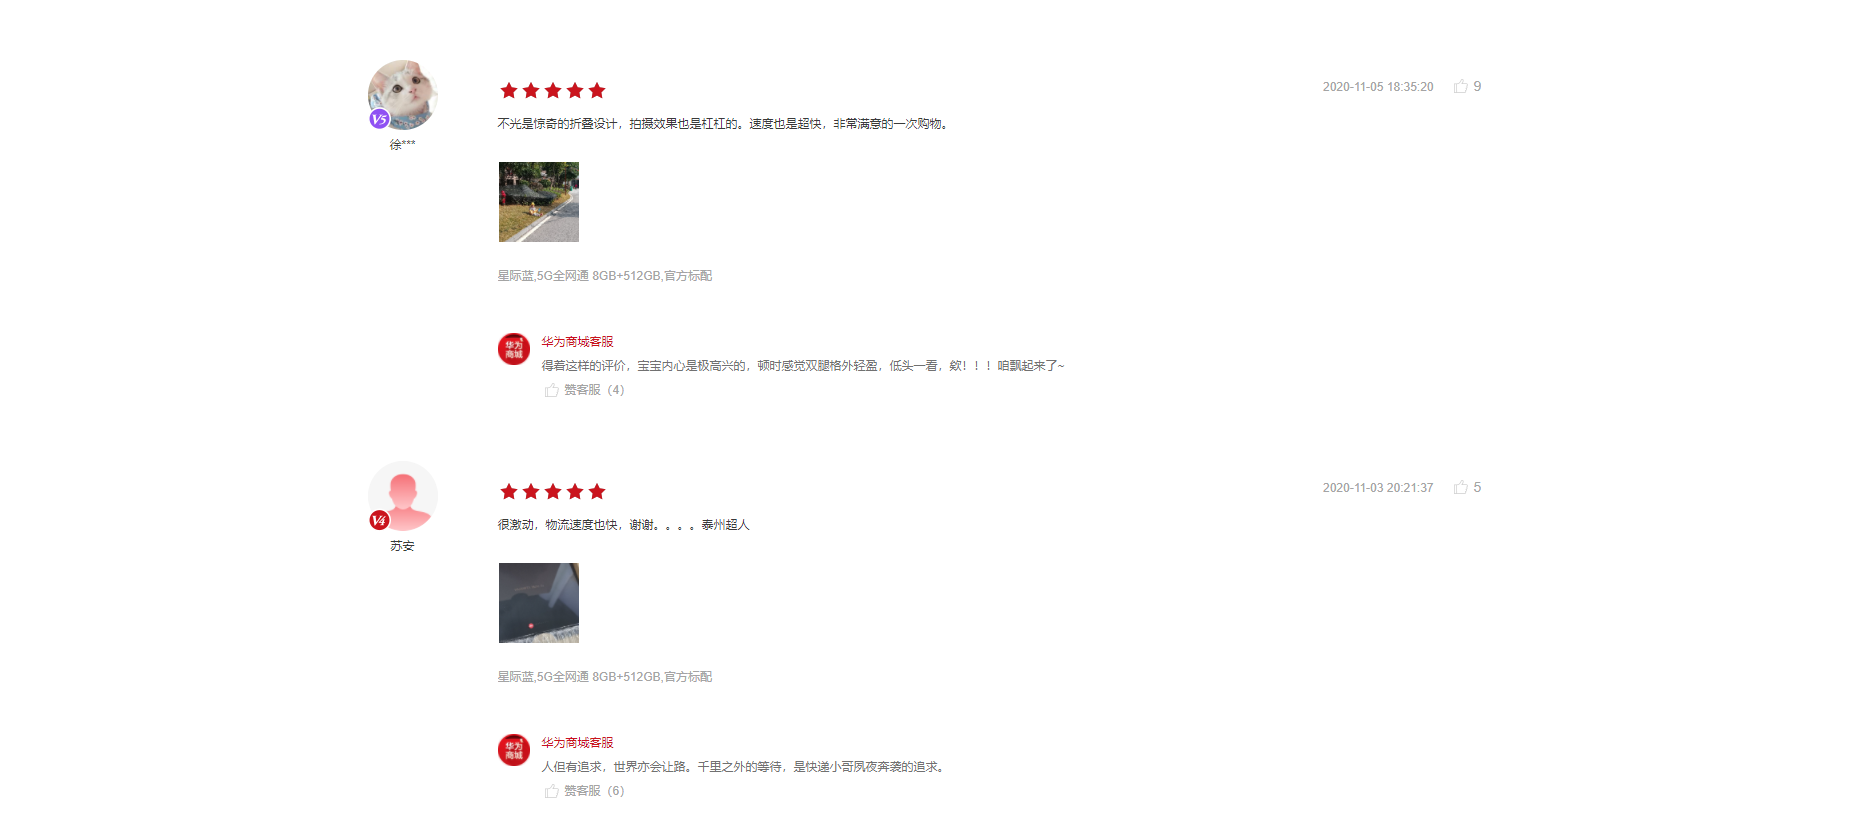 2020-11-05 18:35:20 9
不光是惊奇的折叠设计，拍摄效果也是杠杠的。速度也是超快，非常满意的一次购物。
V5
徐***
星际蓝,5G全网通 8GB+512GB,官方标配
华为商城
华为商城客服
得着这样的评价，宝宝内心是极高兴的，顿时感觉双腿格外轻盈，低头一看，欸！！！咱飘起来了~
赞客服（4）
2020-11-03 20:21:37 5
很激动，物流速度也快，谢谢。。。。泰州超人
V4
苏安
星际蓝,5G全网通 8GB+512GB,官方标配
华为商城
华为商城客服
人但有追求，世界亦会让路。千里之外的等待，是快递小哥夙夜奔袭的追求。
赞客服（6）